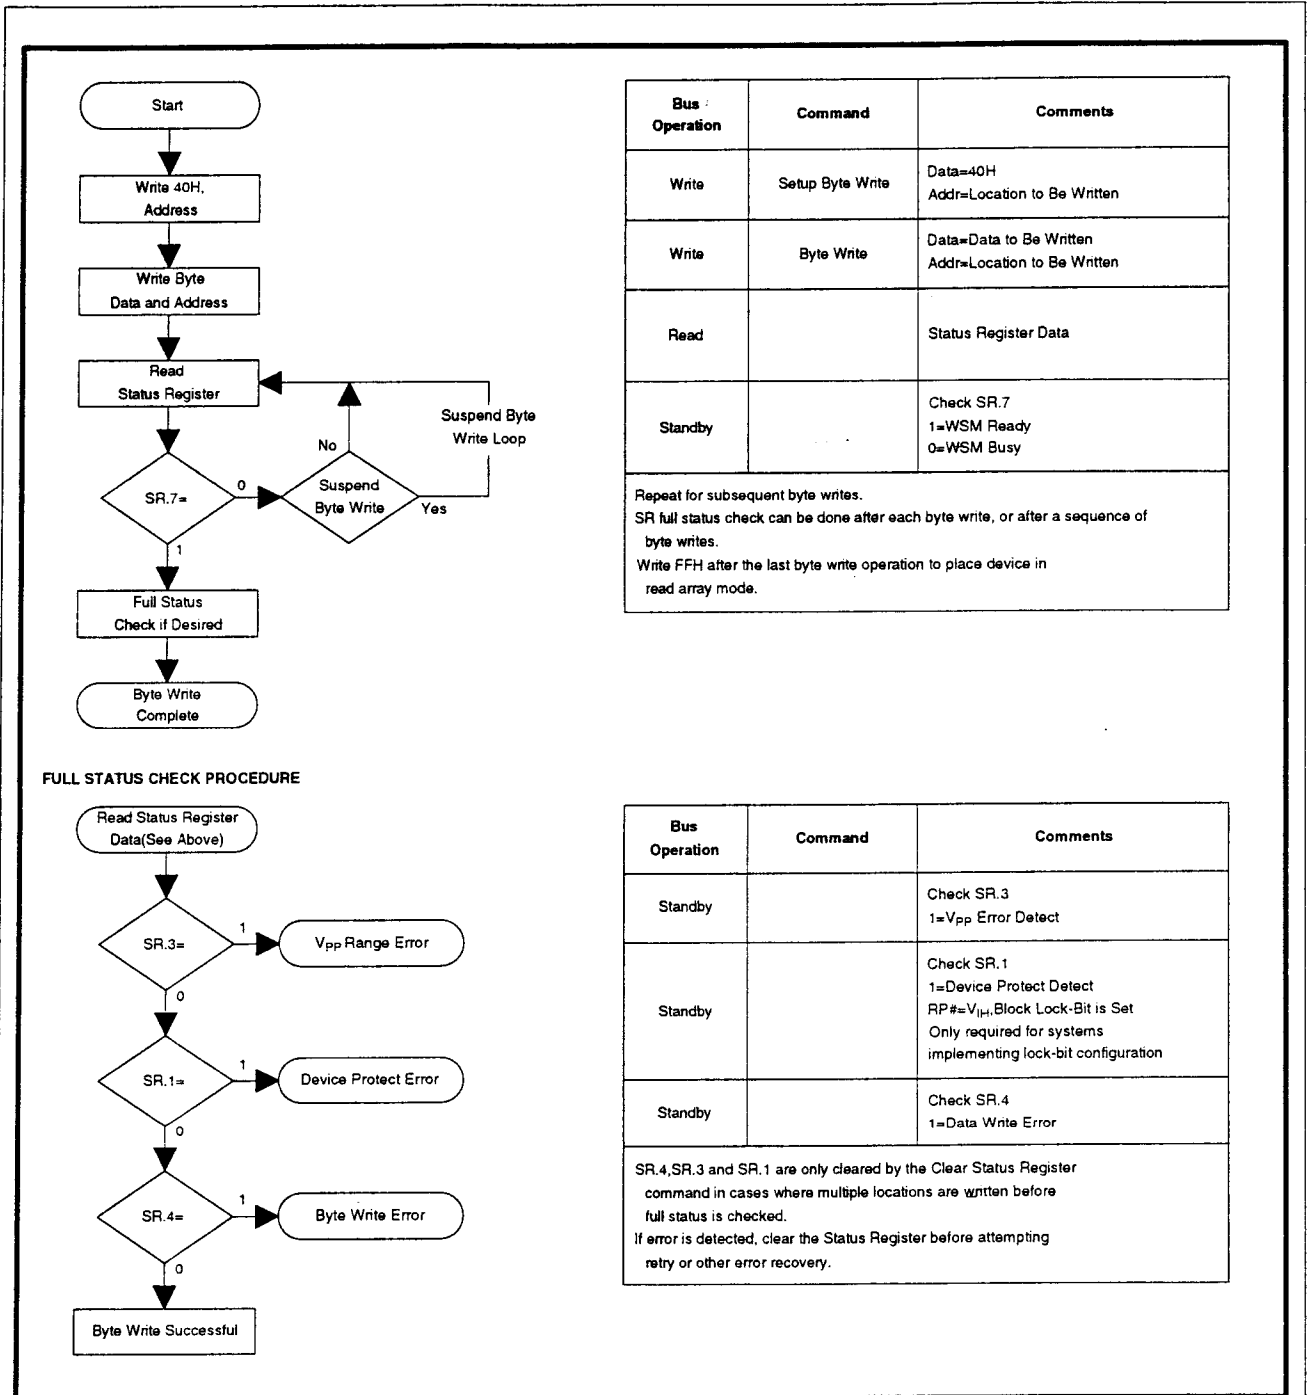 Start
Write 40H,
Address
Write Byte
Data and Address
Read
Status Register
Suspend Byte
Write Loop
No
SR.7=
0
Suspend
Byte Write
Yes
1
Full Status
Check if Desired
Byte Write
Complete
Bus
Operation
Command
Comments
Write
Setup Byte Write
Data=40H
Addr=Location to Be Written
Write
Byte Write
Data=Data to Be Written
Addr=Location to Be Written
Read
Status Register Data
Standby
Check SR.7
1=WSM Ready
0=WSM Busy
Repeat for subsequent byte writes.
SR full status check can be done after each byte write, or after a sequence of
byte writes.
Write FFH after the last byte write operation to place device in
read array mode.
FULL STATUS CHECK PROCEDURE
Read Status Register
Data(See Above)
SR.3=
1
VPP Range Error
0
SR.1=
1
Device Protect Error
0
SR.4=
1
Byte Write Error
0
Byte Write Successful
Bus
Operation
Command
Comments
Standby
Check SR.3
1=VPP Error Detect
Standby
Check SR.1
1=Device Protect Detect
RP#=VIH,Block Lock-Bit is Set
Only required for systems
implementing lock-bit configuration
Standby
Check SR.4
1=Data Write Error
SR.4,SR.3 and SR.1 are only cleared by the Clear Status Register
command in cases where multiple locations are written before
full status is checked.
If error is detected, clear the Status Register before attempting
retry or other error recovery.